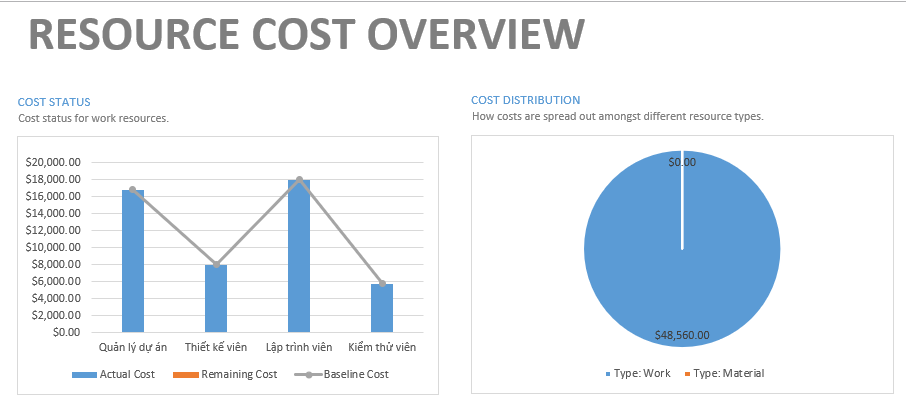 RESOURCE COST OVERVIEW
COST STATUS
Cost status for work resources.
$20,000.00
$18,000.00
$16,000.00
$14,000.00
$12,000.00
$10,000.00
$8,000.00
$6,000.00
$4,000.00
$2,000.00
$0.00
Quản lý dự án Thiết kế viên Lập trình viên Kiểm thử viên
Actual Cost Remaining Cost Baseline Cost
COST DISTRIBUTION
How costs are spread out amongst different resource types.
$0.00
$48,560.00
Type: Work Type: Material